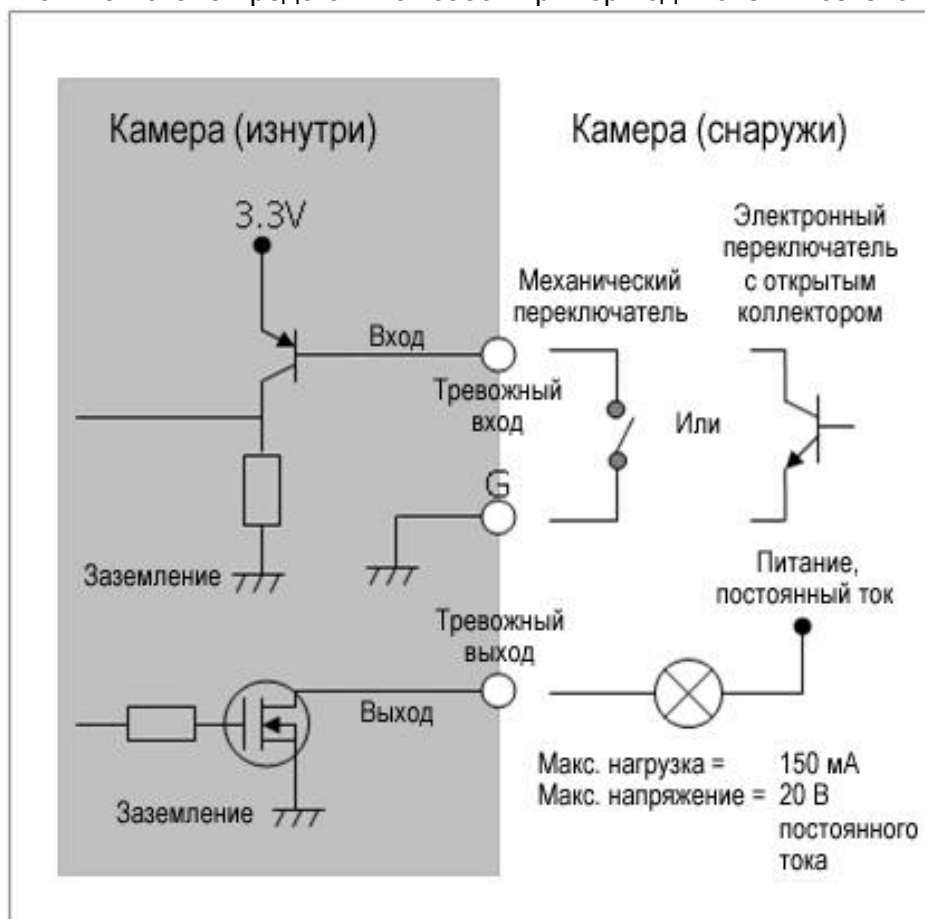 Камера (изнутри)
Камера (снаружи)
3.3V
Вход
Тревожный
вход
Механический
переключатель
Или
Электронный
переключатель
с открытым
коллектором
G
Заземление
Питание,
постоянный ток
Тревожный
выход
Выход
Заземление
Макс. нагрузка = 150 мА
Макс. напряжение = 20 В
постоянного
тока